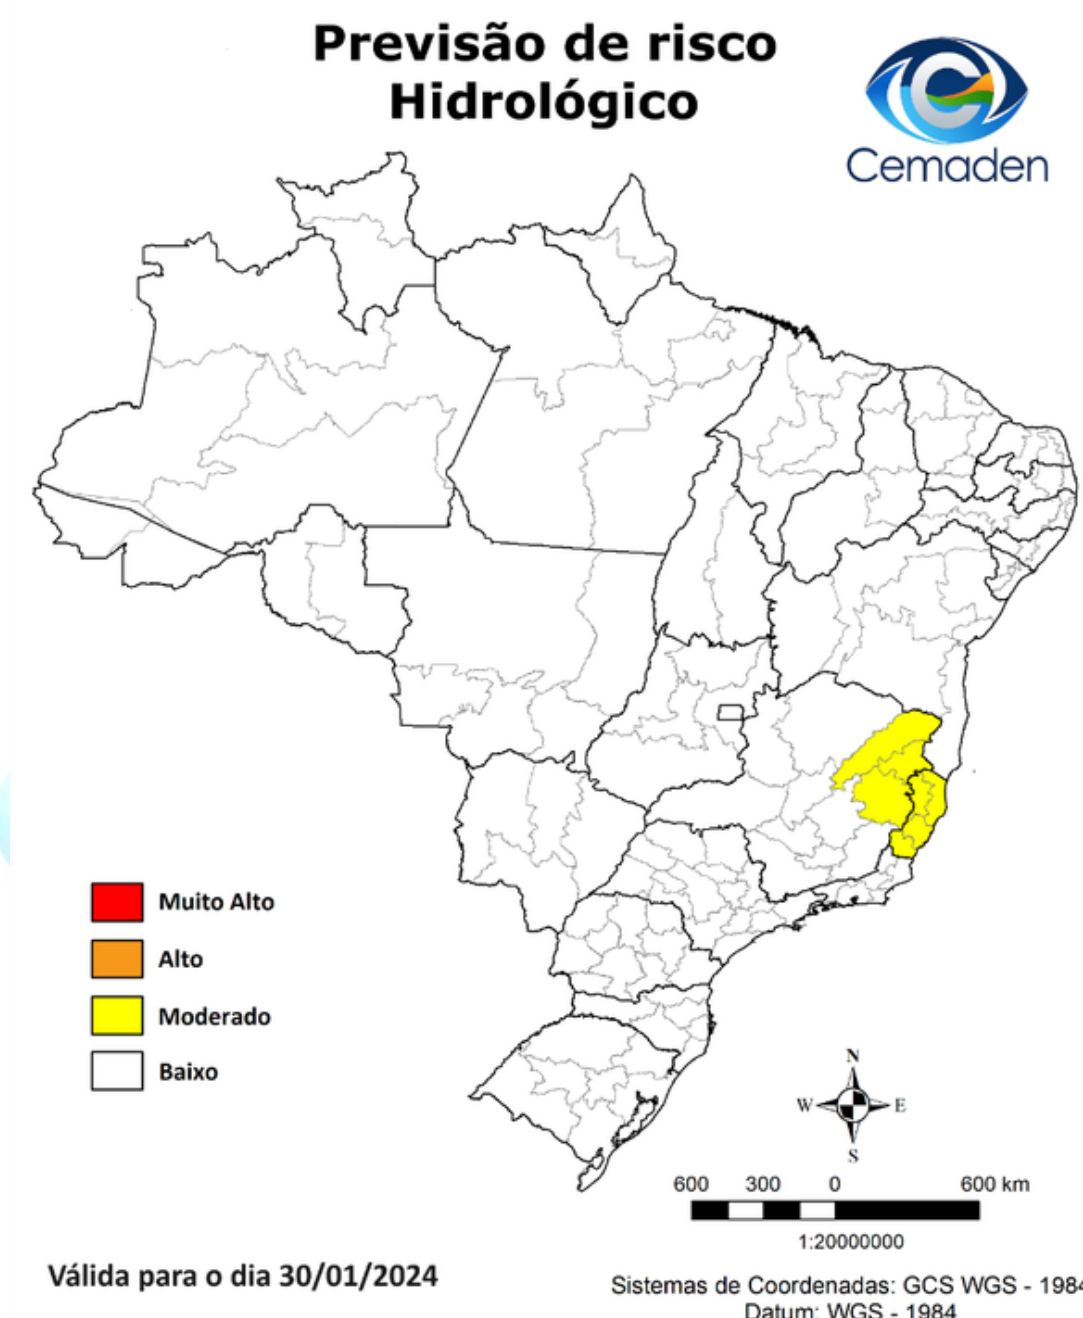 Previsão de risco
Hidrológico
Cemaden
Muito Alto
Alto
Moderado
Baixo
N
W
E
S
600 300 0 600 km
1:20000000
Válida para o dia 30/01/2024
Sistemas de Coordenadas: GCS WGS - 1984
Datum: WGS - 1984